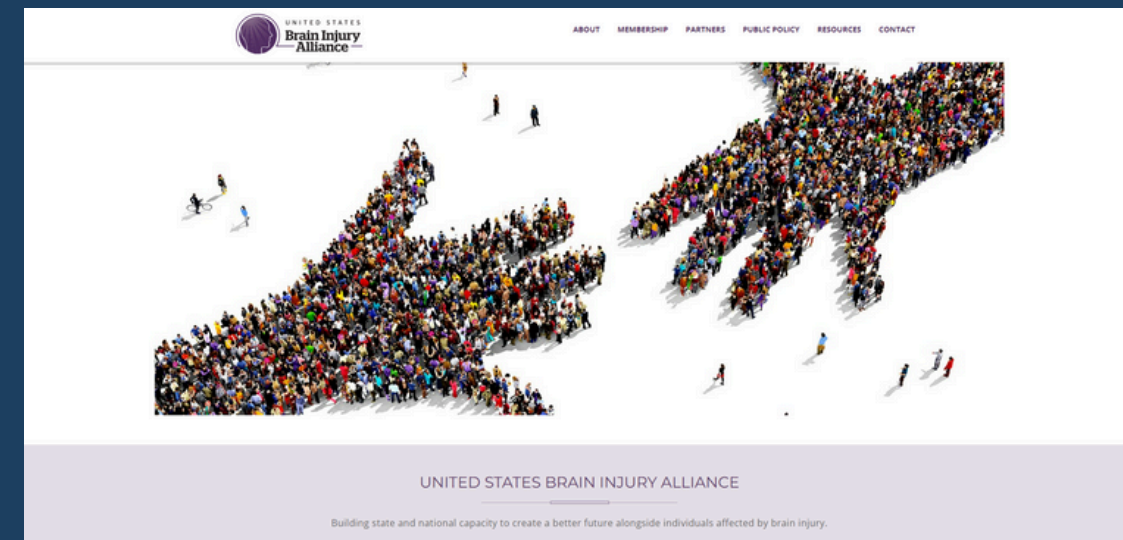 UNITED STATES
Brain Injury
Alliance
ABOUT MEMBERSHIP PARTNERS PUBLIC POLICY RESOURCES CONTACT
UNITED STATES BRAIN INJURY ALLIANCE
Building state and national capacity to create a better future alongside individuals affected by brain injury.